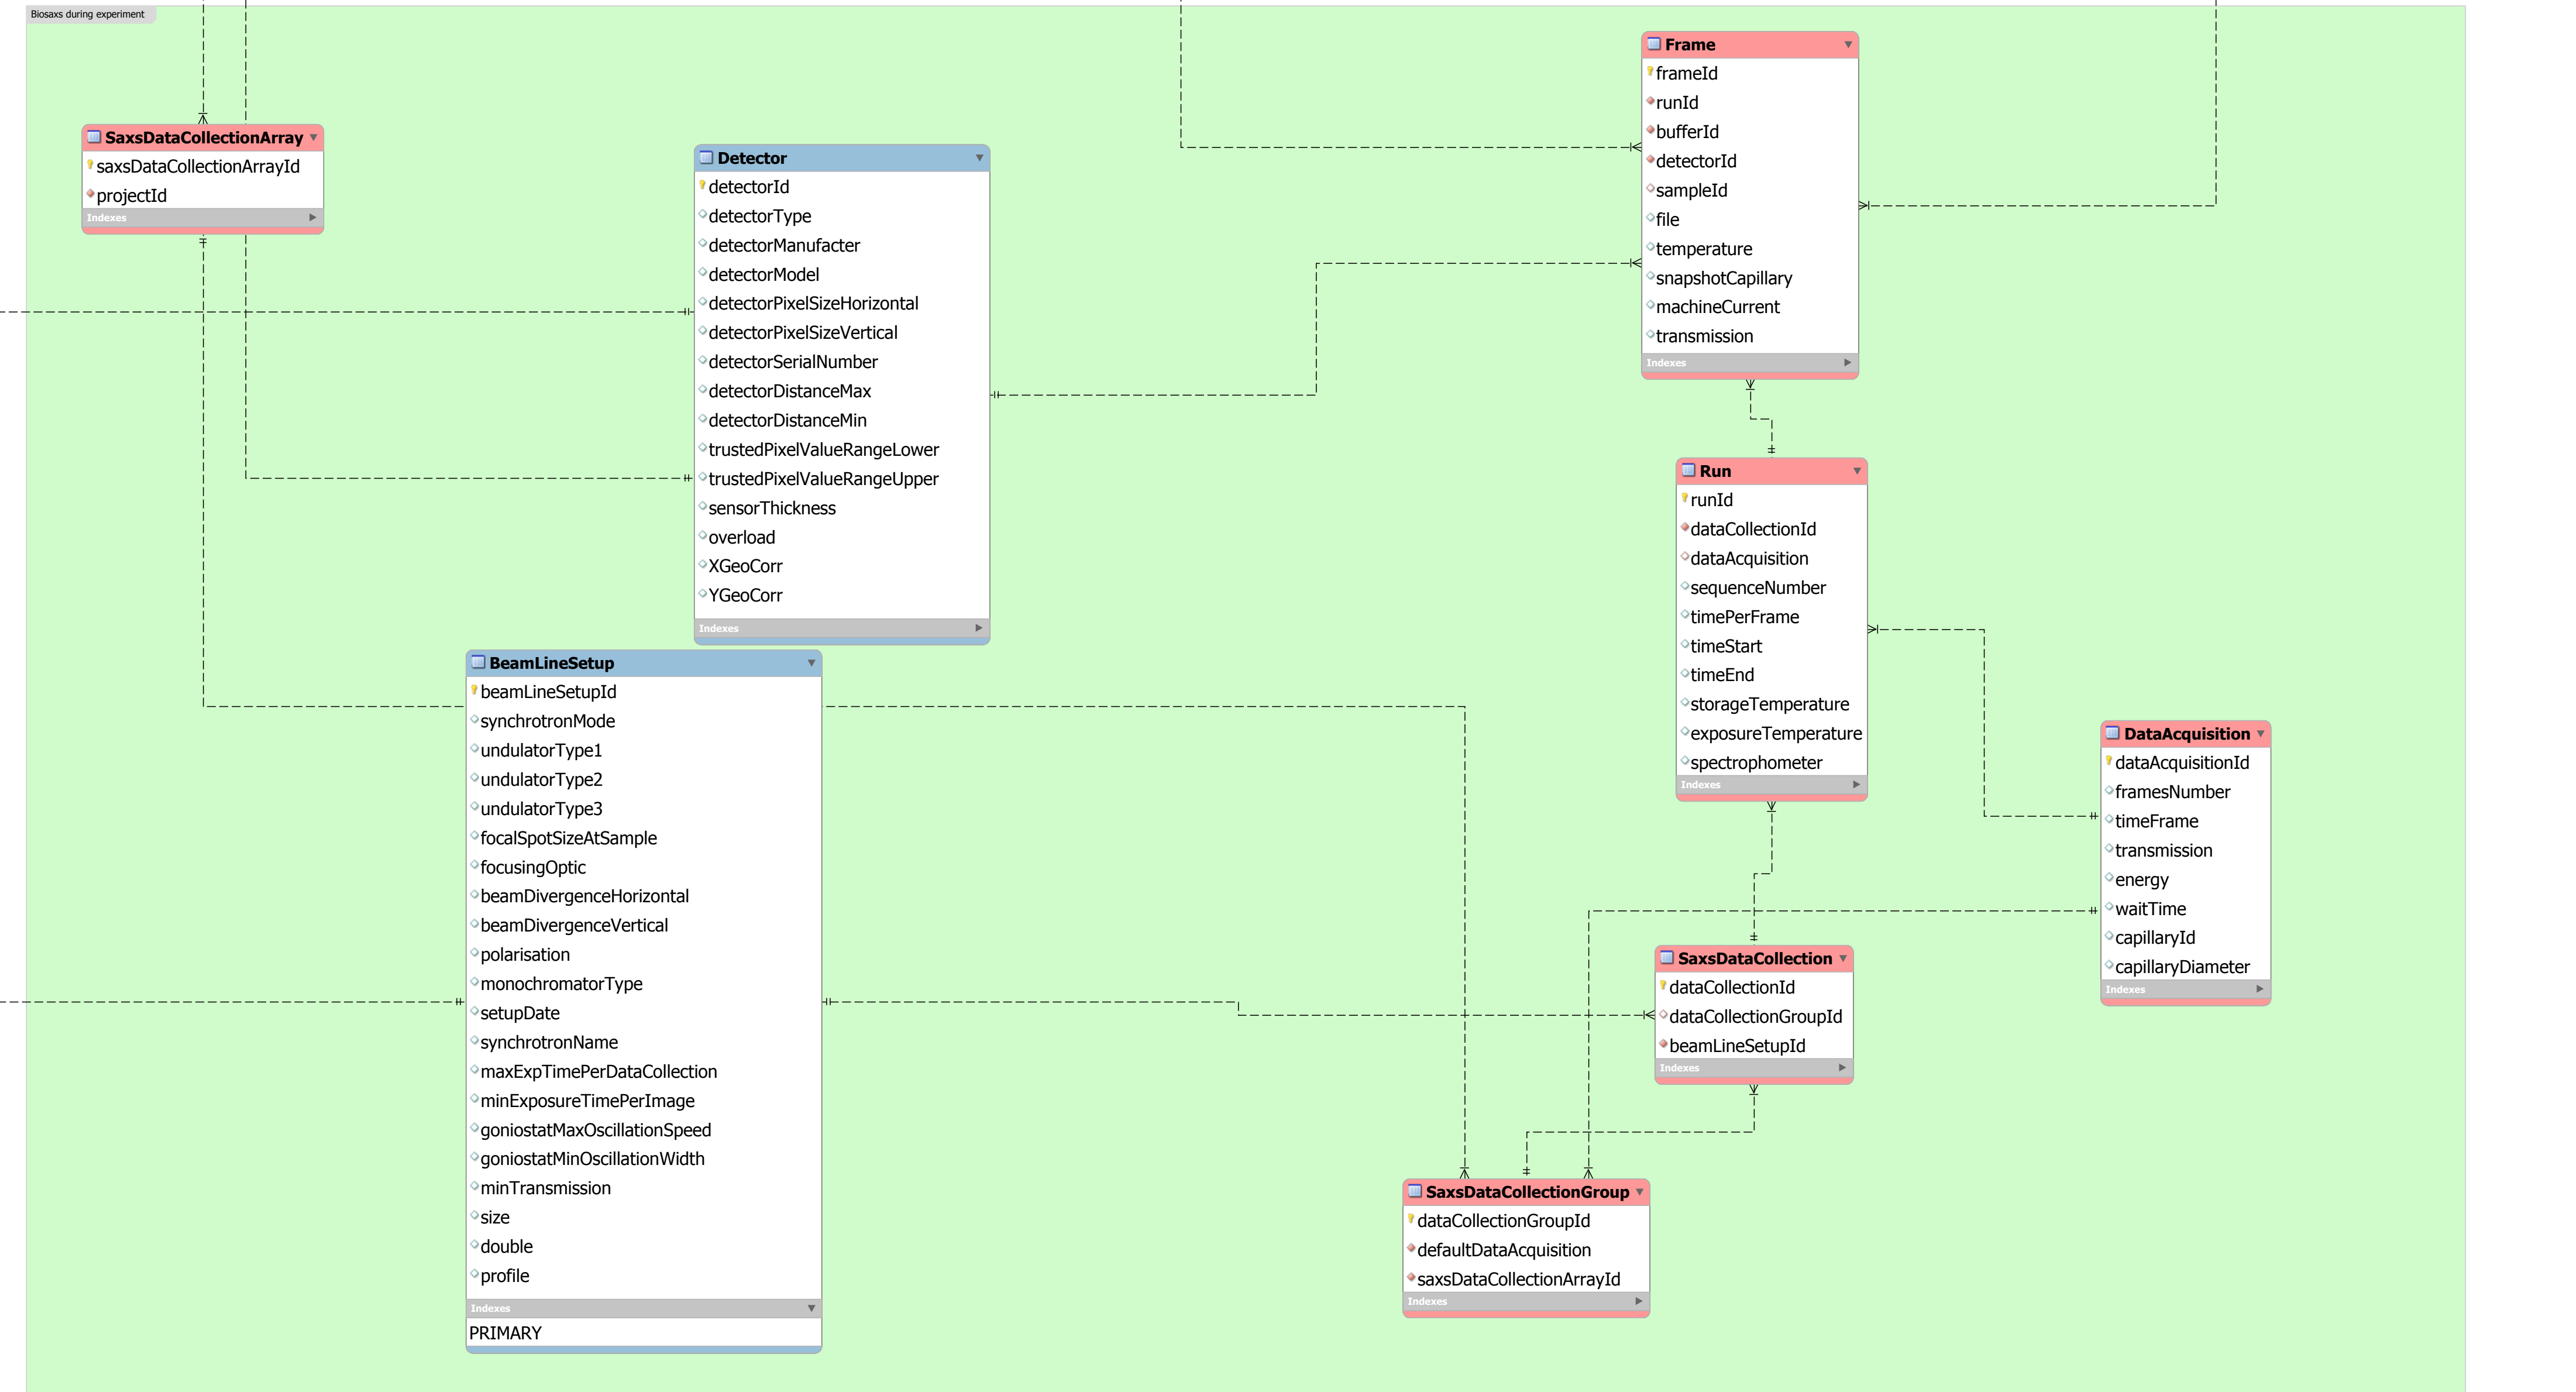 Biosaxs during experiment
SaxsDataCollectionArray
saxsDataCollectionArrayId
projectId
Indexes
Detector
detectorId
detectorType
detectorManufacter
detectorModel
detectorPixelSizeHorizontal
detectorPixelSizeVertical
detectorSerialNumber
detectorDistanceMax
detectorDistanceMin
trustedPixelValueRangeLower
trustedPixelValueRangeUpper
sensorThickness
overload
XGeoCorr
YGeoCorr
Indexes
BeamLineSetup
beamLineSetupId
synchrotronMode
undulatorType1
undulatorType2
undulatorType3
focalSpotSizeAtSample
focusingOptic
beamDivergenceHorizontal
beamDivergenceVertical
polarisation
monochromatorType
setupDate
synchrotronName
maxExpTimePerDataCollection
minExposureTimePerImage
goniostatMaxOscillationSpeed
goniostatMinOscillationWidth
minTransmission
size
double
profile
Indexes
PRIMARY
Frame
frameId
runId
bufferId
detectorId
sampleId
file
temperature
snapshotCapillary
machineCurrent
transmission
Indexes
Run
runId
dataCollectionId
dataAcquisition
sequenceNumber
timePerFrame
timeStart
timeEnd
storageTemperature
exposureTemperature
spectrophometer
Indexes
DataAcquisition
dataAcquisitionId
framesNumber
timeFrame
transmission
energy
waitTime
capillaryId
capillaryDiameter
Indexes
SaxsDataCollection
dataCollectionId
dataCollectionGroupId
beamLineSetupId
Indexes
SaxsDataCollectionGroup
dataCollectionGroupId
defaultDataAcquisition
saxsDataCollectionArrayId
Indexes